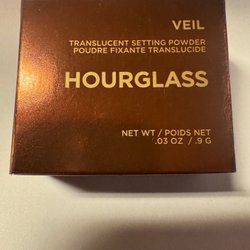 VEIL
TRANSLUCENT SETTING POWDER
POUDRE FIXANTE TRANSLUCIDE
HOURGLASS
NET WT / POIDS NET
.03 OZ / .9 G